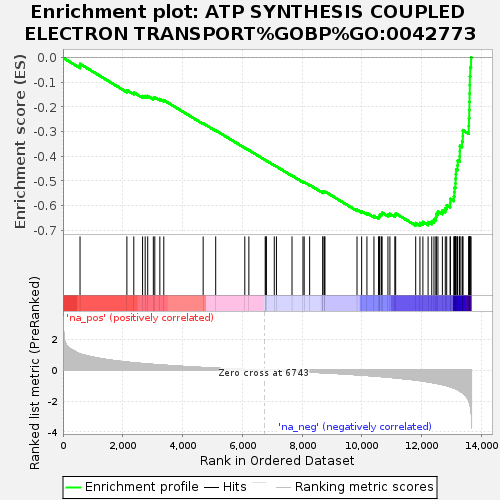 Enrichment plot: ATP SYNTHESIS COUPLED
ELECTRON TRANSPORT%GOBP%GO:0042773
Enrichment score (ES)
0.0
-0.1
-0.2
-0.3
-0.4
-0.5
-0.6
-0.7
'na_pos' (positively correlated)
Ranked list metric (PreRanked)
2
0
-2
-4
Zero cross at 6743
'na_neg' (negatively correlated)
0
2,000
4,000
6,000
8,000
10,000
12,000
14,000
Rank in Ordered Dataset
Enrichment profile
Hits
Ranking metric scores